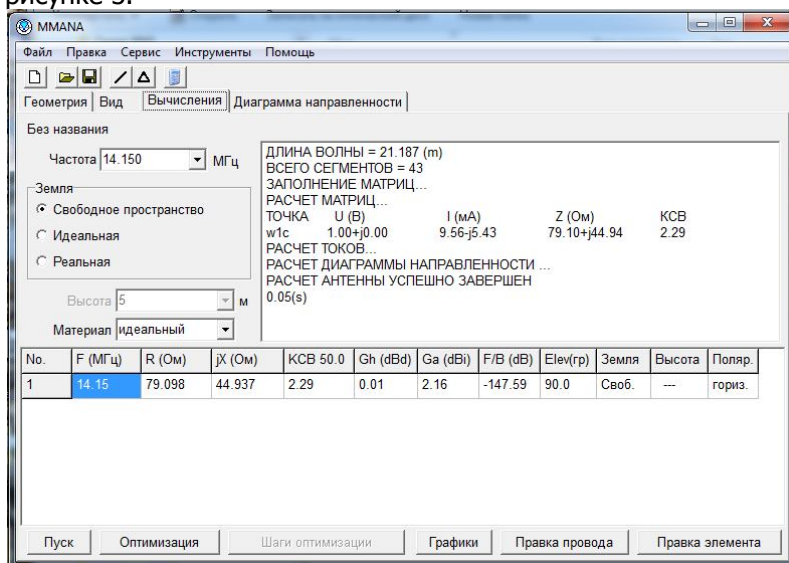 рисунке 3.
MMANA
Файл Правка Сервис Инструменты Помощь
Геометрия Вид Вычисления Диаграмма направленности
Без названия
Частота 14.150 МГц
Земля
Свободное пространство
Идеальная
Реальная
Высота 5 м
Материал идеальный
ДЛИНА ВОЛНЫ = 21.187 (m)
ВСЕГО СЕГМЕНТОВ = 43
ЗАПОЛНЕНИЕ МАТРИЦ...
РАСЧЕТ МАТРИЦ...
ТОЧКА U (В) I (мА) Z (Ом) КСВ
w1c 1.00+j0.00 9.56-j5.43 79.10+j44.94 2.29
РАСЧЕТ ТОКОВ...
РАСЧЕТ ДИАГРАММЫ НАПРАВЛЕННОСТИ ...
РАСЧЕТ АНТЕННЫ УСПЕШНО ЗАВЕРШЕН
0.05(s)
No. F (МГц) R (Ом) jX (Ом) КСВ 50.0 Gh (dBd) Ga (dBi) F/B (dB) Elev(гр) Земля Высота Поляр.
1 14.15 79.098 44.937 2.29 0.01 2.16 -147.59 90.0 Своб. --- гориз.
Пуск Оптимизация Шаги оптимизации Графики Правка провода Правка элемента